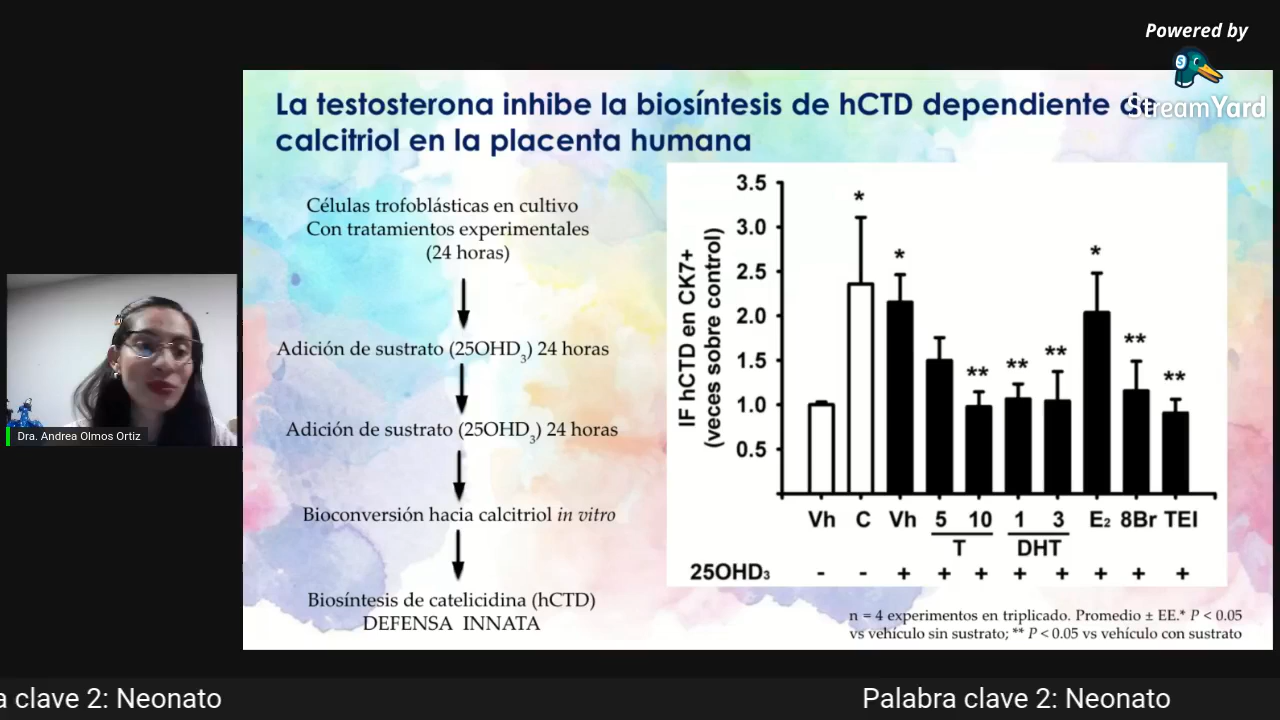 Powered by
StreamYard
La testosterona inhibe la biosíntesis de hCTD dependiente de
calcitriol en la placenta humana
Células trofoblásticas en cultivo
Con tratamientos experimentales
(24 horas)
Adición de sustrato (25OHD3) 24 horas
Adición de sustrato (25OHD3) 24 horas
Bioconversión hacia calcitriol in vitro
Biosíntesis de catelicidina (hCTD)
DEFENSA INNATA
IF hCTD en CK7+
(veces sobre control)
3.5
3.0
2.5
2.0
1.5
1.0
0.5
* * ** ** ** * ** **
Vh C Vh 5 10 1 3 E2 8Br TEI
T DHT
25OHD3 - - + + + + + + + +
n = 4 experimentos en triplicado. Promedio ± EE.* P < 0.05
vs vehículo sin sustrato; ** P < 0.05 vs vehículo con sustrato
Dra. Andrea Olmos Ortiz
a clave 2: Neonato
Palabra clave 2: Neonato